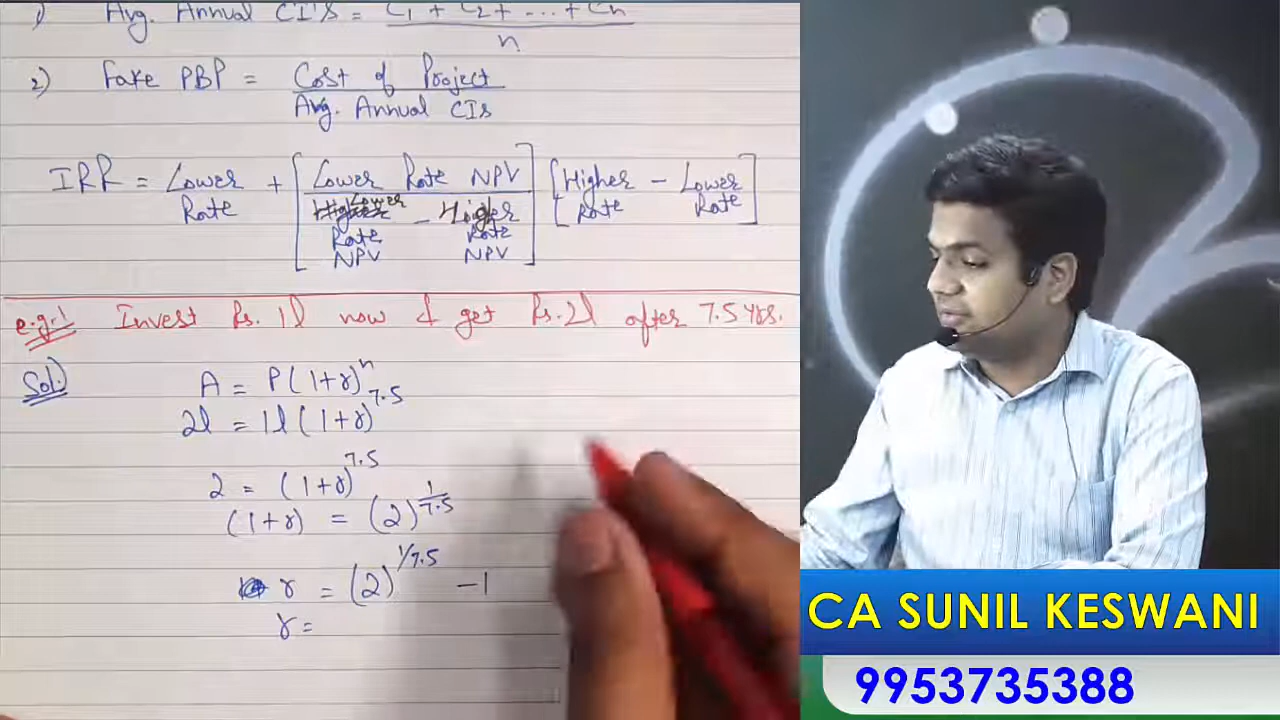 1) Avg. Annual CI's = C1 + C2 + ... + Cn
n
2) Fake PBP = Cost of Project
Avg. Annual CIs
IRR = Lower Rate + [Lower Rate NPV
Lower Rate NPV - Higher Rate NPV] [Higher Rate - Lower Rate]
e.g.1 Invest Rs. 1l now & get Rs. 2l after 7.5 yrs.
Sol.) A = P(1+r)^n
2l = 1l(1+r)^7.5
2 = (1+r)^7.5
(1+r) = (2)^1/7.5
r = (2)^1/7.5 -1
r =
CA SUNIL KESWANI
9953735388